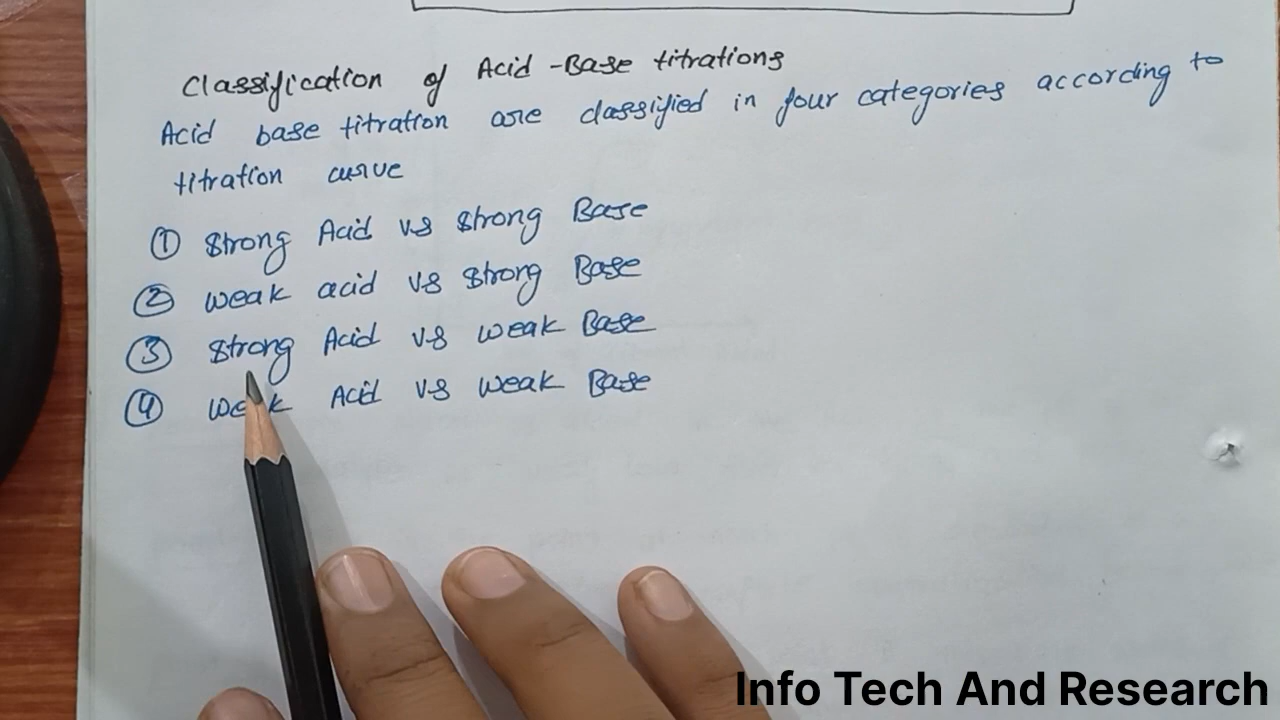 Classification of Acid-Base titrations
Acid base titration are classified in four categories according to
titration curve
① Strong Acid vs Strong Base
② weak acid vs Strong Base
③ Strong Acid vs weak Base
④ Weak Acid vs weak Base
Info Tech And Research